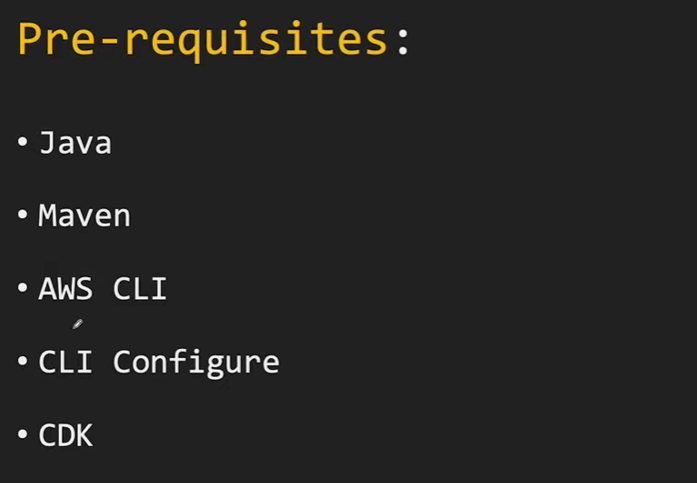 Pre-requisites:
• Java
• Maven
• AWS CLI
• CLI Configure
• CDK